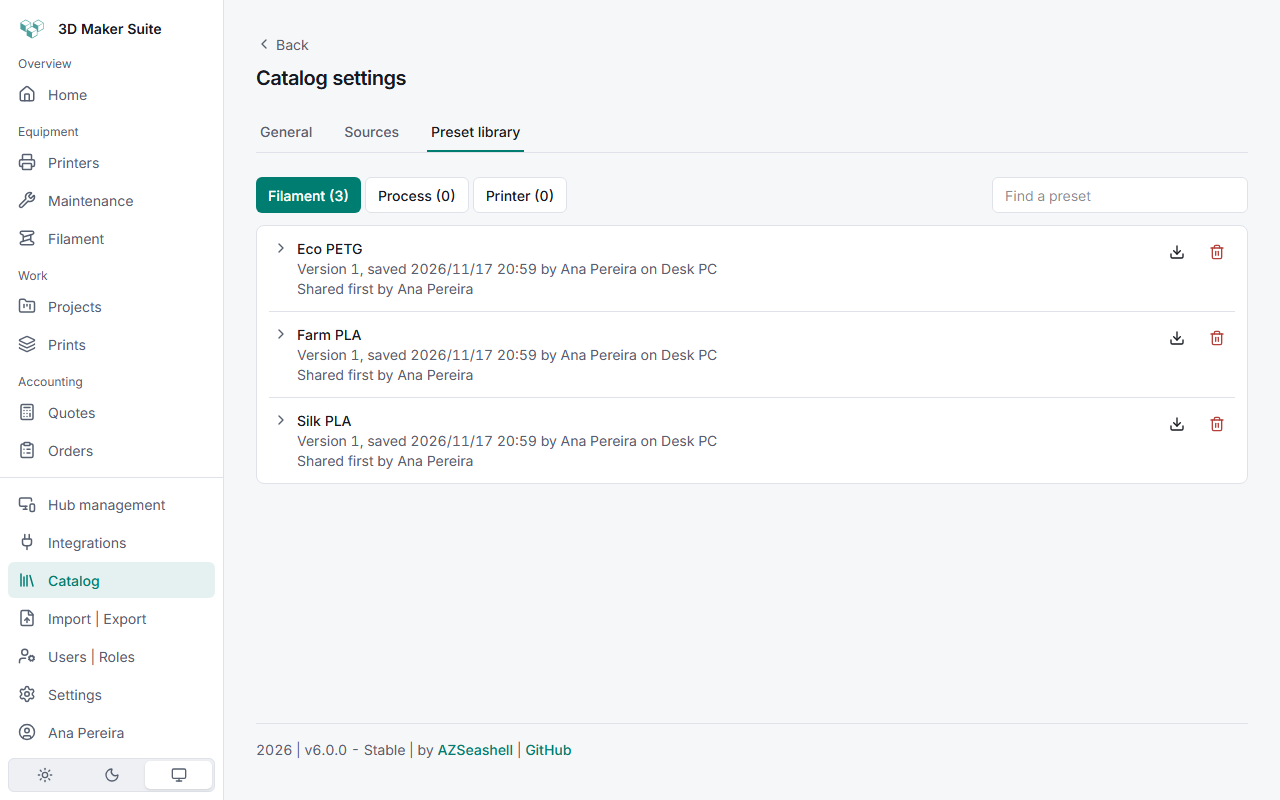 3D Maker Suite
Overview
Home
Equipment
Printers
Maintenance
Filament
Work
Projects
Prints
Accounting
Quotes
Orders
Hub management
Integrations
Catalog
Import | Export
Users | Roles
Settings
Ana Pereira
Back
Catalog settings
General Sources Preset library
Filament (3) Process (0) Printer (0) Find a preset
Eco PETG
Version 1, saved 2026/11/17 20:59 by Ana Pereira on Desk PC
Shared first by Ana Pereira
Farm PLA
Version 1, saved 2026/11/17 20:59 by Ana Pereira on Desk PC
Shared first by Ana Pereira
Silk PLA
Version 1, saved 2026/11/17 20:59 by Ana Pereira on Desk PC
Shared first by Ana Pereira
2026 | v6.0.0 - Stable | by AZSeashell | GitHub